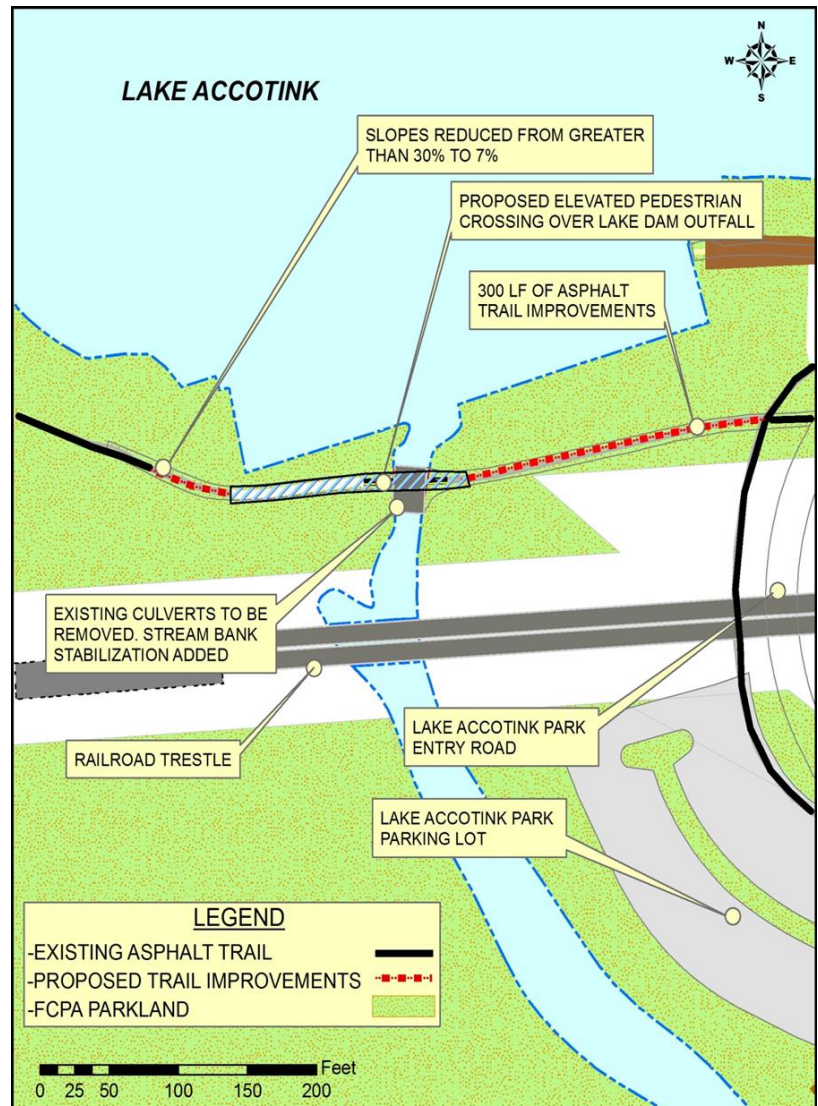 N
W E
S
LAKE ACCOTINK
SLOPES REDUCED FROM GREATER
THAN 30% TO 7%
PROPOSED ELEVATED PEDESTRIAN
CROSSING OVER LAKE DAM OUTFALL
300 LF OF ASPHALT
TRAIL IMPROVEMENTS
EXISTING CULVERTS TO BE
REMOVED. STREAM BANK
STABILIZATION ADDED
RAILROAD TRESTLE
LAKE ACCOTINK PARK
ENTRY ROAD
LAKE ACCOTINK PARK
PARKING LOT
LEGEND
-EXISTING ASPHALT TRAIL
-PROPOSED TRAIL IMPROVEMENTS
-FCPA PARKLAND
Feet
0 25 50 100 150 200